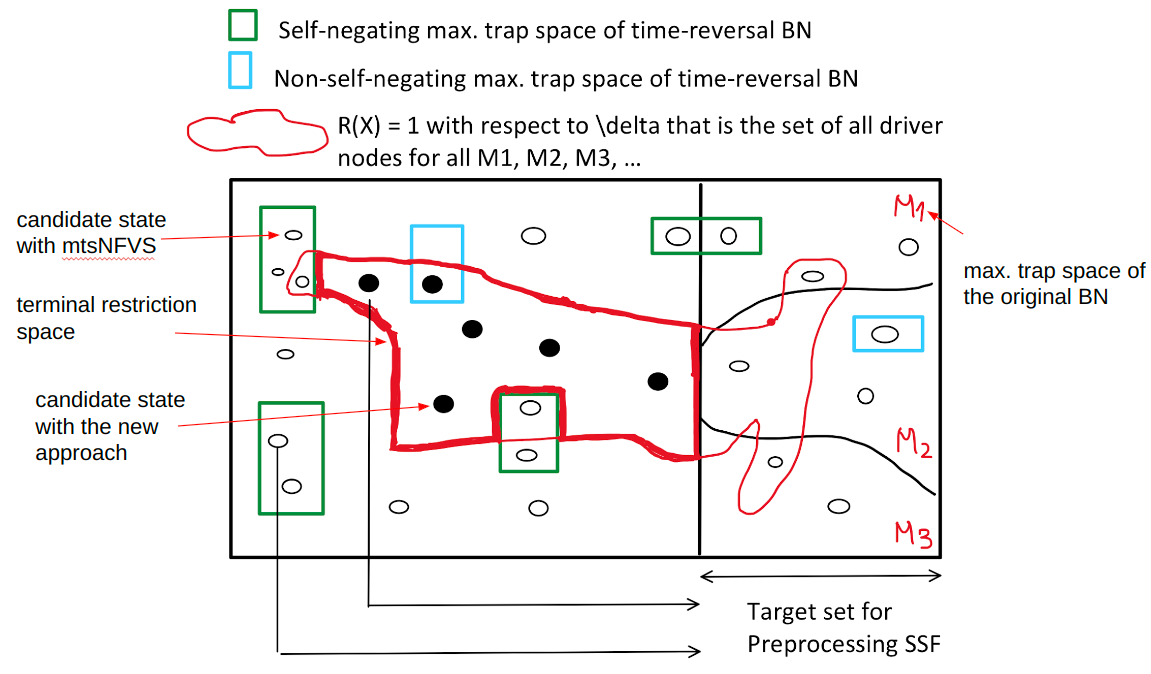 Self-negating max. trap space of time-reversal BN
Non-self-negating max. trap space of time-reversal BN
R(X) = 1 with respect to \delta that is the set of all driver
nodes for all M1, M2, M3, ...
candidate state
with mtsNFVS
terminal restriction
space
candidate state
with the new
approach
M1
max. trap space of
the original BN
M2
M3
Target set for
Preprocessing SSF